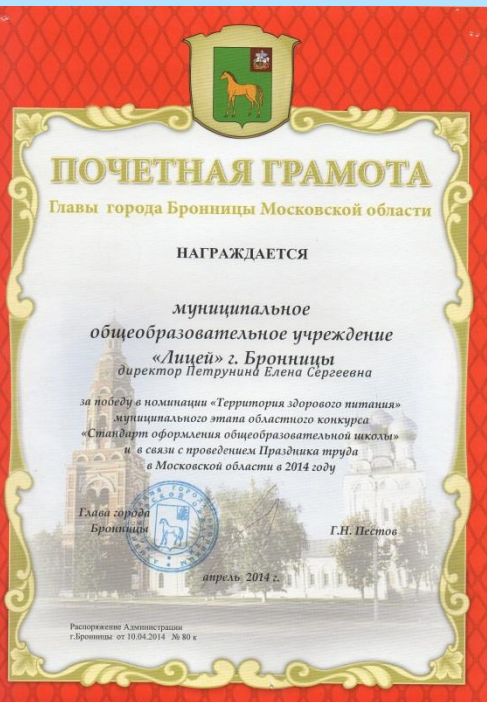 ПОЧЕТНАЯ ГРАМОТА
Главы города Бронницы Московской области
НАГРАЖДАЕТСЯ
муниципальное
общеобразовательное учреждение
«Лицей» г. Бронницы
директор Петрунина Елена Сергеевна
за победу в номинации «Территория здорового питания»
муниципального этапа областного конкурса
«Стандарт оформления общеобразовательной школы»
и в связи с проведением Праздника труда
в Московской области в 2014 году
Глава города
Бронницы
Г.Н. Пестов
апрель 2014 г.
Распоряжение Администрации
г.Бронницы от 10.04.2014 № 80 к